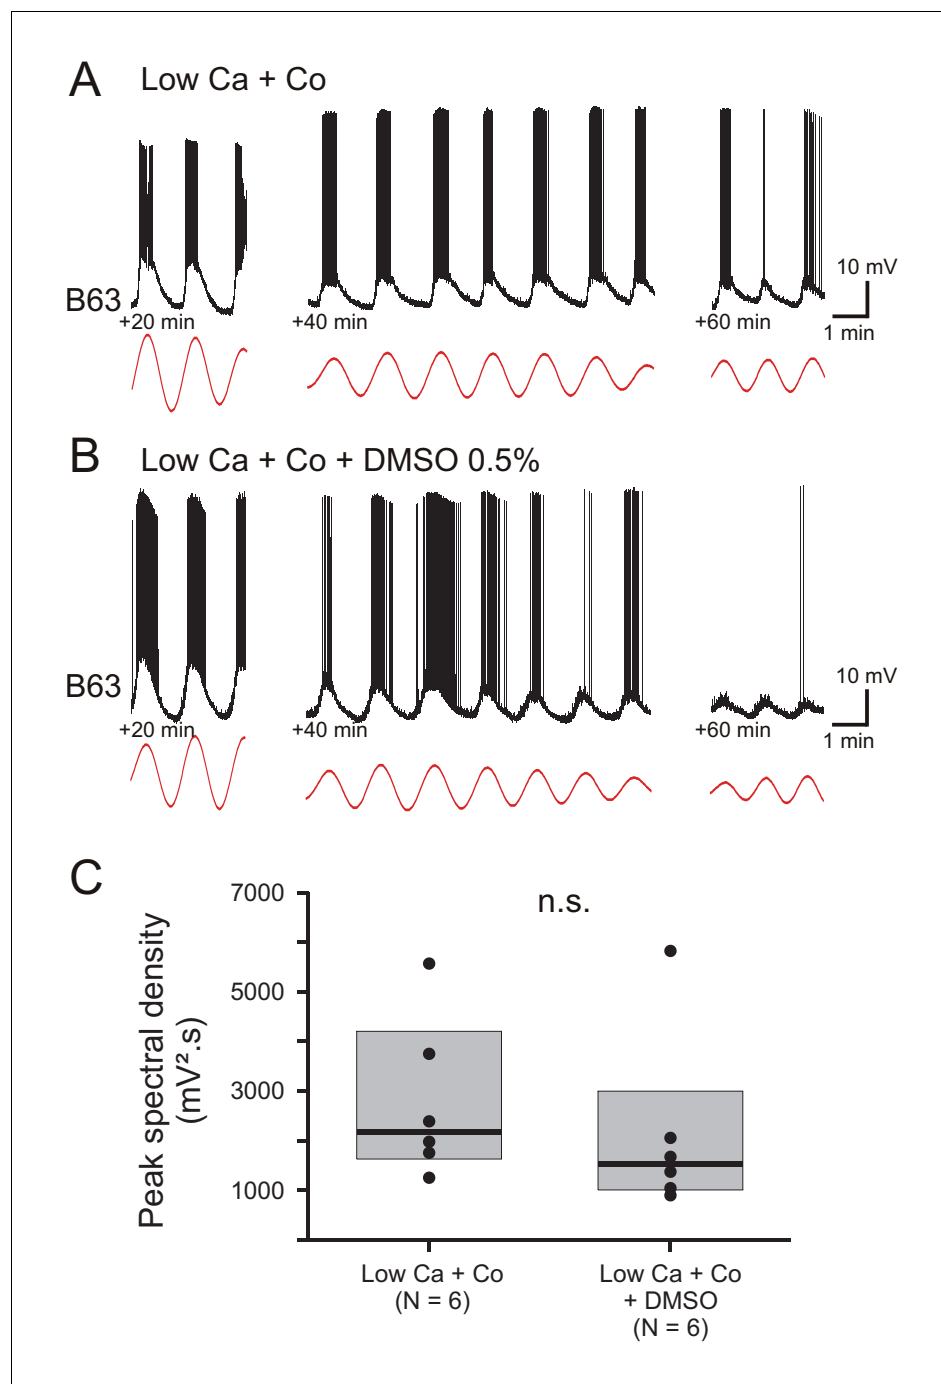 A
Low Ca + Co
B63
+20 min
+40 min
+60 min
10 mV
1 min
B
Low Ca + Co + DMSO 0.5%
B63
+20 min
+40 min
+60 min
10 mV
1 min
C
Peak spectral density
(mV².s)
7000
5000
3000
1000
n.s.
Low Ca + Co
(N = 6)
Low Ca + Co
+ DMSO
(N = 6)